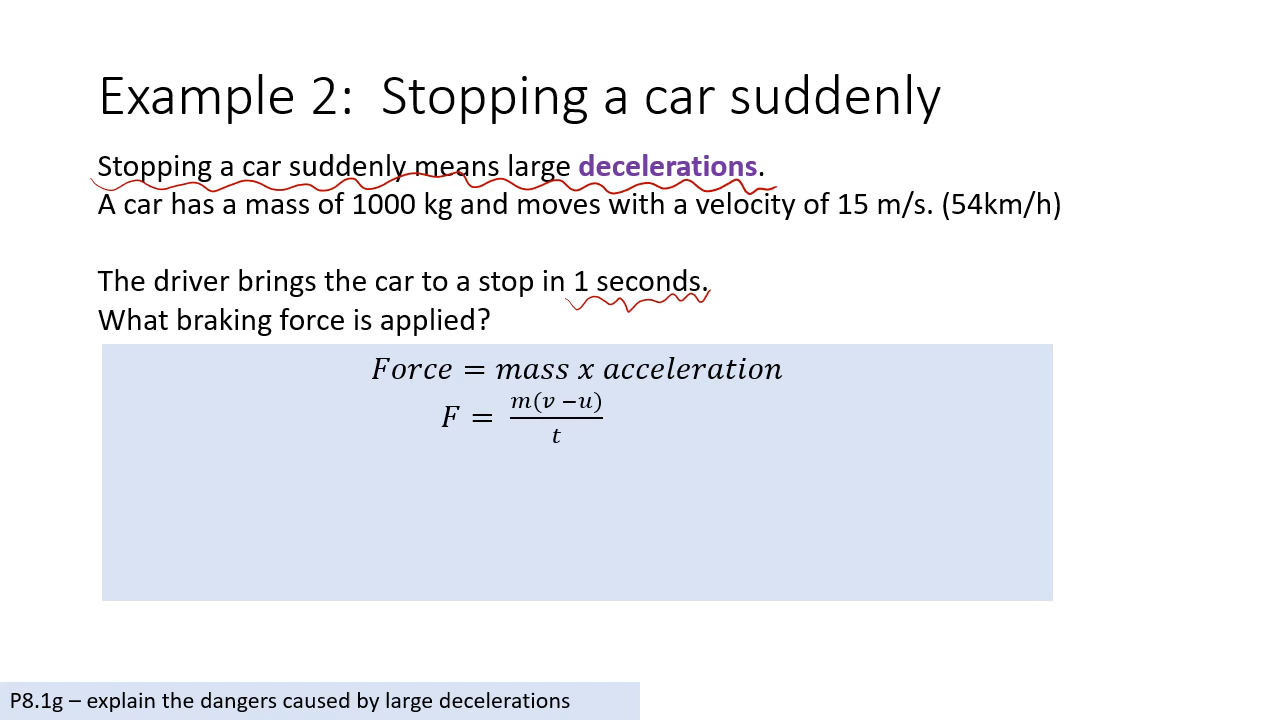 Example 2: Stopping a car suddenly
Stopping a car suddenly means large decelerations.
A car has a mass of 1000 kg and moves with a velocity of 15 m/s. (54km/h)
The driver brings the car to a stop in 1 seconds.
What braking force is applied?
Force = mass x acceleration
F = m(v −u) / t
P8.1g – explain the dangers caused by large decelerations